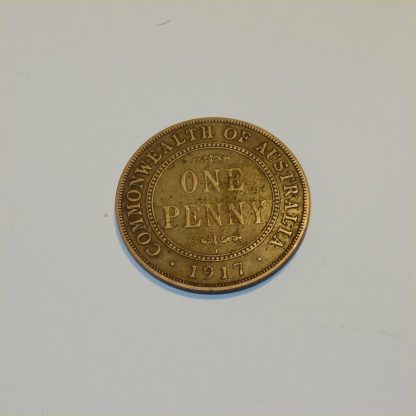 COMMONWEALTH OF AUSTRALIA
ONE
PENNY
· 1917 ·